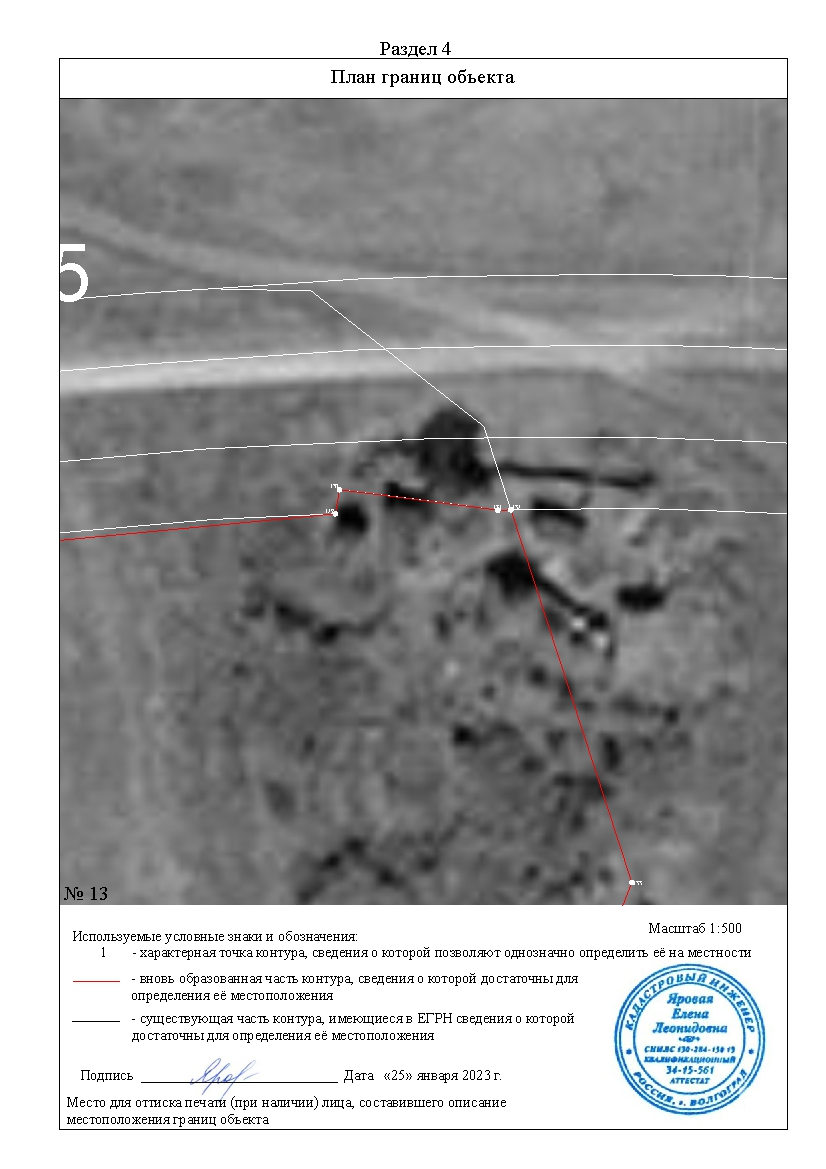 Раздел 4
План границ объекта
5
№ 13
Масштаб 1:500
Используемые условные знаки и обозначения:
1 - характерная точка контура, сведения о которой позволяют однозначно определить её на местности
- вновь образованная часть контура, сведения о которой достаточны для
определения её местоположения
- существующая часть контура, имеющиеся в ЕГРН сведения о которой
достаточны для определения её местоположения
КАДАСТРОВЫЙ ИНЖЕНЕР
Яровая
Елена
Леонидовна
КВАЛИФИКАЦИОННЫЙ
34-15-561
АТТЕСТАТ
РОССИЯ, г. ВОЛГОГРАД
Подпись Дата «25» января 2023 г.
Место для оттиска печати (при наличии) лица, составившего описание
местоположения границ объекта